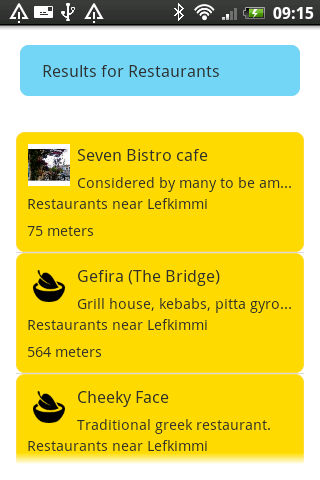 09:15
Results for Restaurants
Seven Bistro cafe
Considered by many to be am...
Restaurants near Lefkimmi
75 meters
Gefira (The Bridge)
Grill house, kebabs, pitta gyro...
Restaurants near Lefkimmi
564 meters
Cheeky Face
Traditional greek restaurant.
Restaurants near Lefkimmi